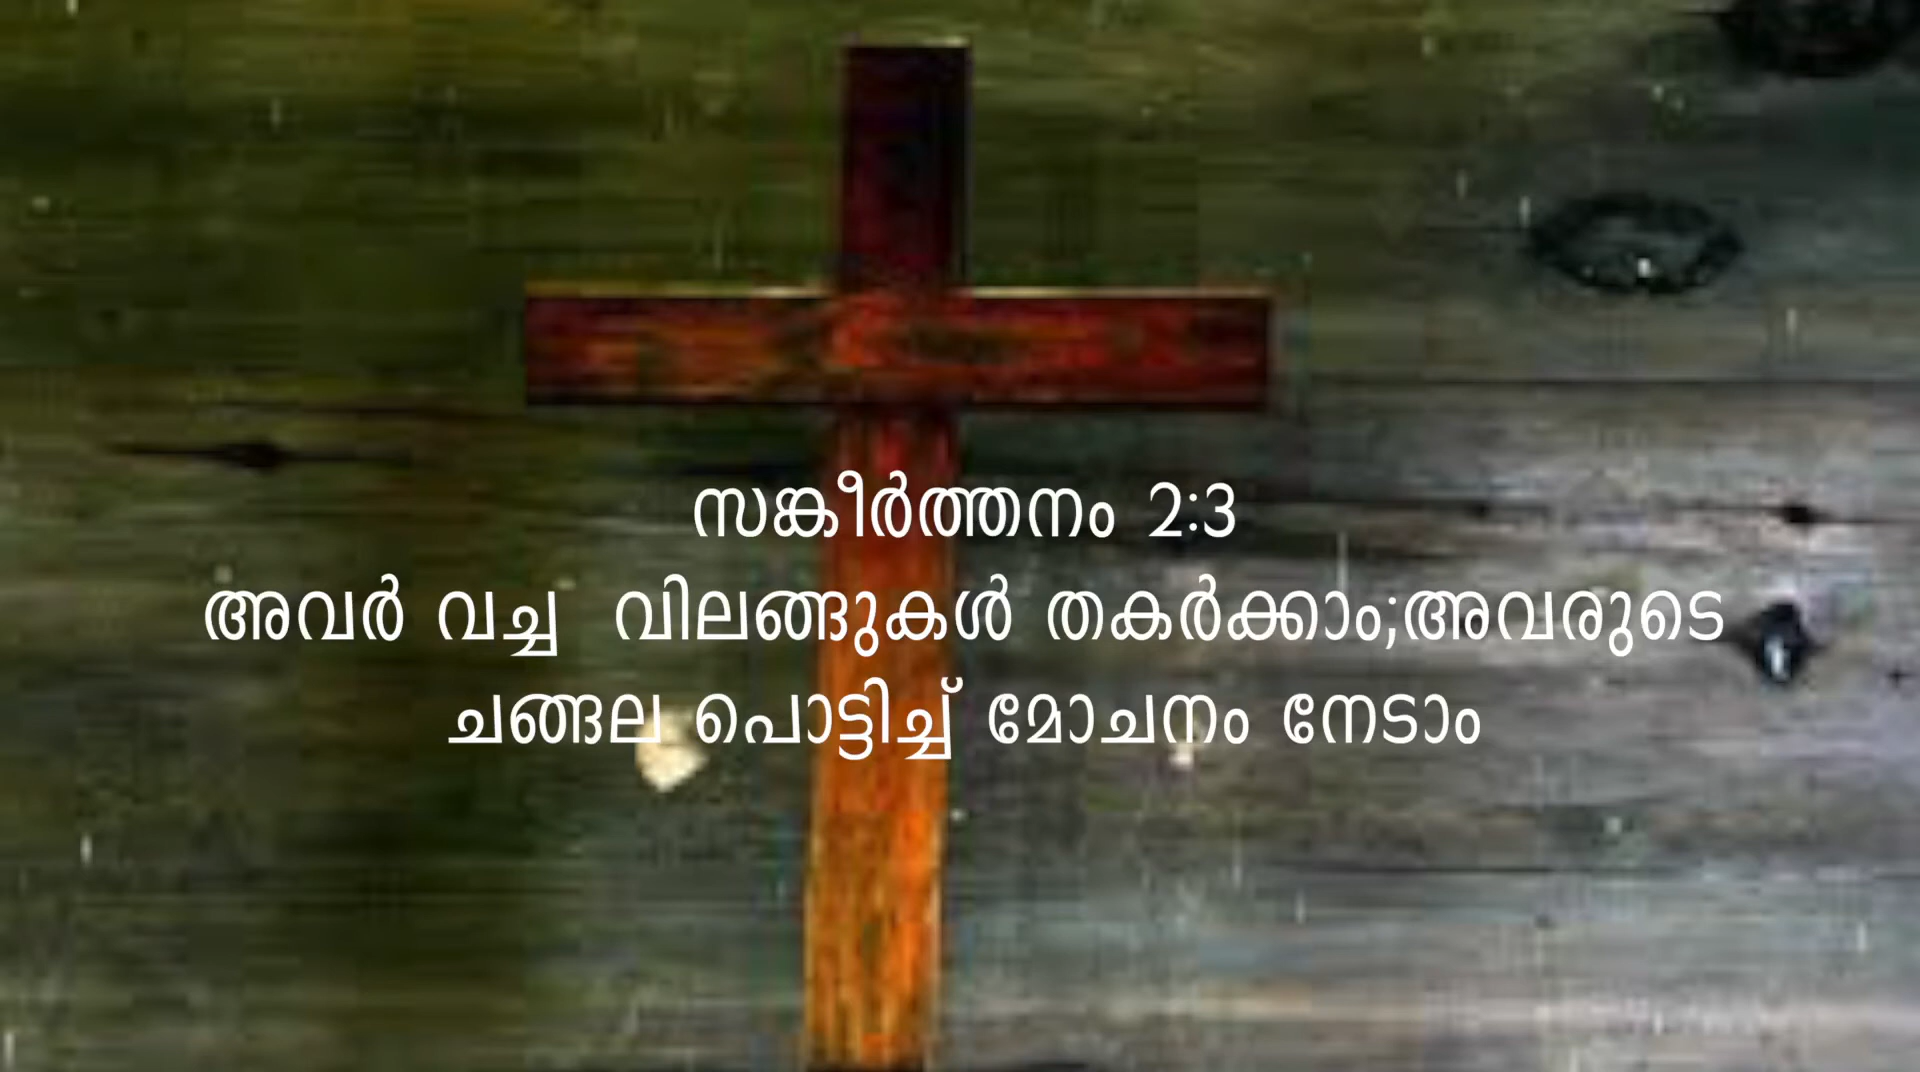 സങ്കീർത്തനം 2:3
അവർ വച്ച  വിലങ്ങുകൾ തകർക്കാം;അവരുടെ
ചങ്ങല പൊട്ടിച്ച് മോചനം നേടാം